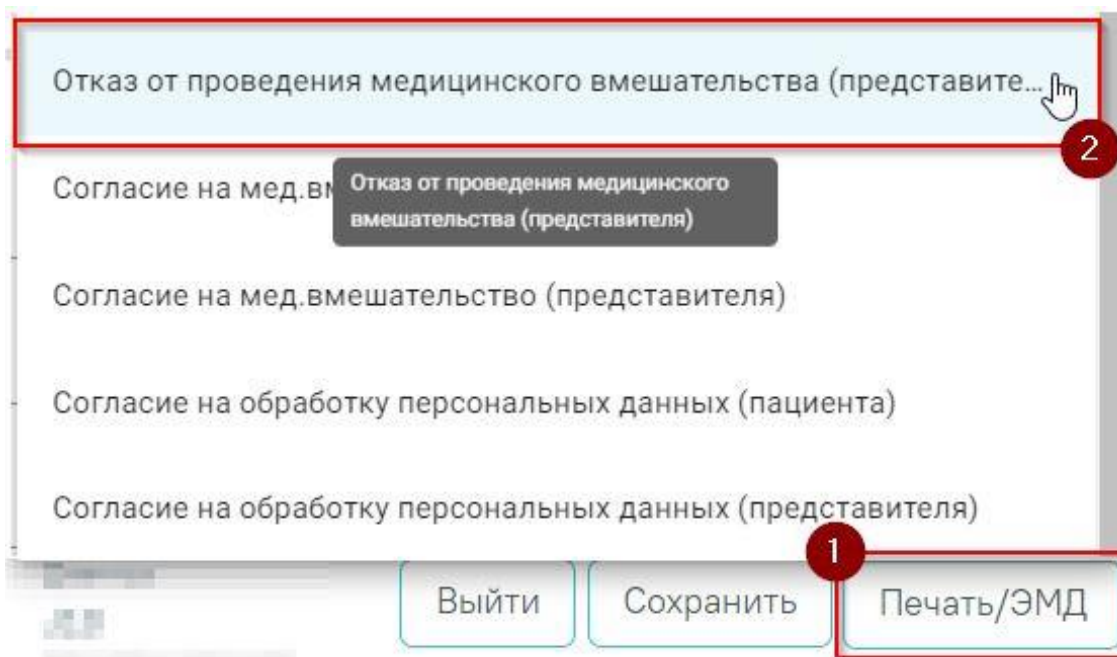 Отказ от проведения медицинского вмешательства (представите...
2
Согласие на мед.вм
Отказ от проведения медицинского
вмешательства (представителя)
Согласие на мед.вмешательство (представителя)
Согласие на обработку персональных данных (пациента)
Согласие на обработку персональных данных (представителя)
1
Выйти
Сохранить
Печать/ЭМД